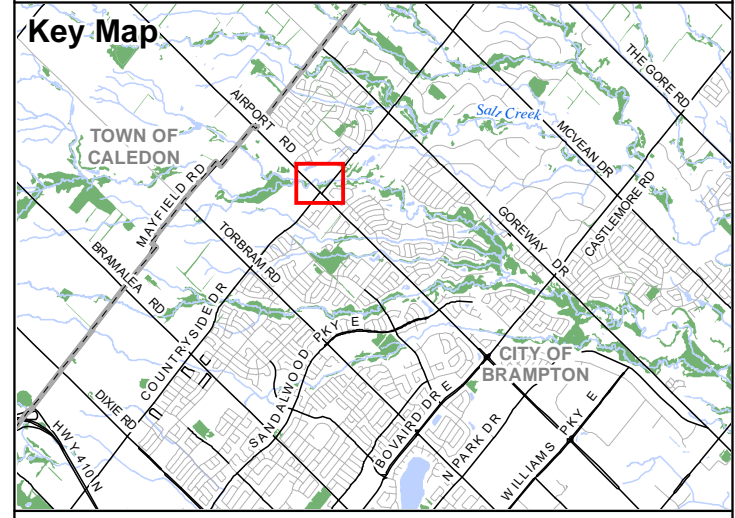 Key Map
THE GORE RD
AIRPORT RD
Salt Creek
MCVEAN DR
TOWN OF
CALEDON
MAYFIELD RD
CASTLEMORE RD
GOREWAY DR
TORBRAM RD
BRAMALEA RD
COUNTRYSIDE DR
SANDALWOOD PKY E
CITY OF
BRAMPTON
DIXIE RD
BOVAIRD DR E
N PARK DR
WILLIAMS PKY E
HWY 410 N